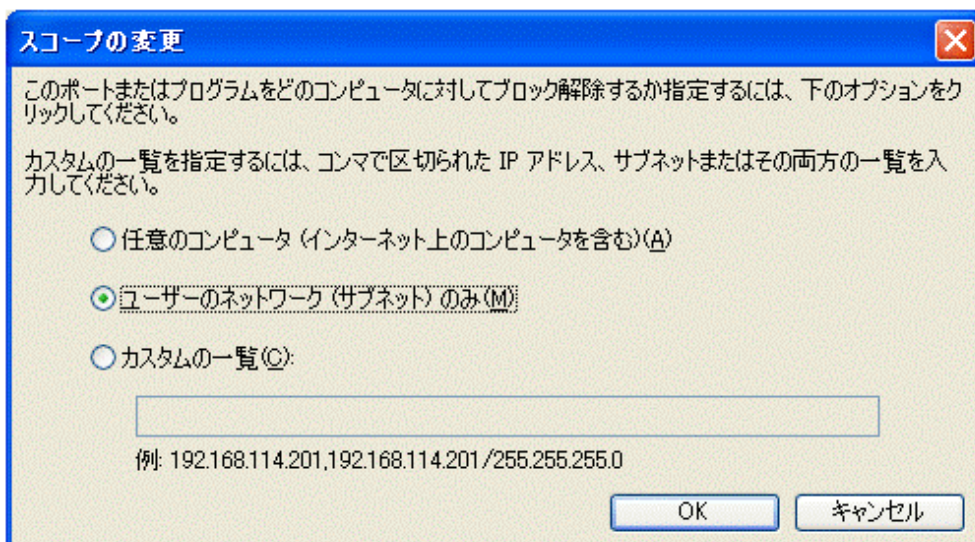 スコープの変更
このポートまたはプログラムをどのコンピュータに対してブロック解除するか指定するには、下のオプションをク
リックしてください。
カスタムの一覧を指定するには、コンマで区切られた IP アドレス、サブネットまたはその両方の一覧を入
力してください。
任意のコンピュータ (インターネット上のコンピュータを含む)(A)
ユーザーのネットワーク (サブネット) のみ(M)
カスタムの一覧(C):
例: 192.168.114.201,192.168.114.201/255.255.255.0
OK キャンセル